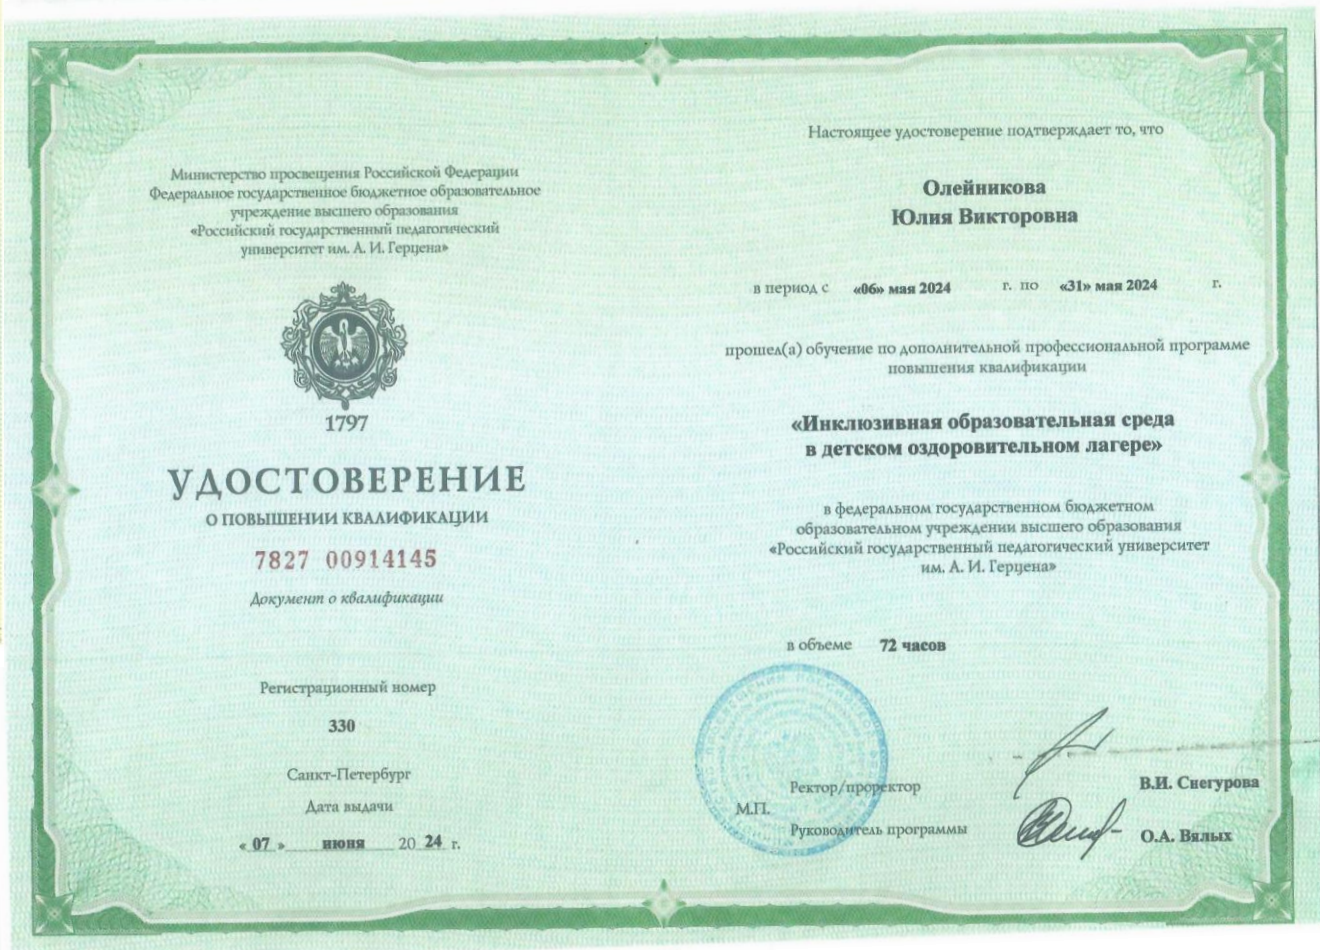 Министерство просвещения Российской Федерации
Федеральное государственное бюджетное образовательное
учреждение высшего образования
«Российский государственный педагогический
университет им. А. И. Герцена»
1797
УДОСТОВЕРЕНИЕ
О ПОВЫШЕНИИ КВАЛИФИКАЦИИ
7827 00914145
Документ о квалификации
Регистрационный номер
330
Санкт-Петербург
Дата выдачи
« 07 » июня 20 24 г.
Настоящее удостоверение подтверждает то, что
Олейникова
Юлия Викторовна
в период с «06» мая 2024 г. по «31» мая 2024 г.
прошел(а) обучение по дополнительной профессиональной программе
повышения квалификации
«Инклюзивная образовательная среда
в детском оздоровительном лагере»
в федеральном государственном бюджетном
образовательном учреждении высшего образования
«Российский государственный педагогический университет
им. А. И. Герцена»
в объеме 72 часов
Ректор/проректор В.И. Снегурова
М.П.
Руководитель программы О.А. Вялых